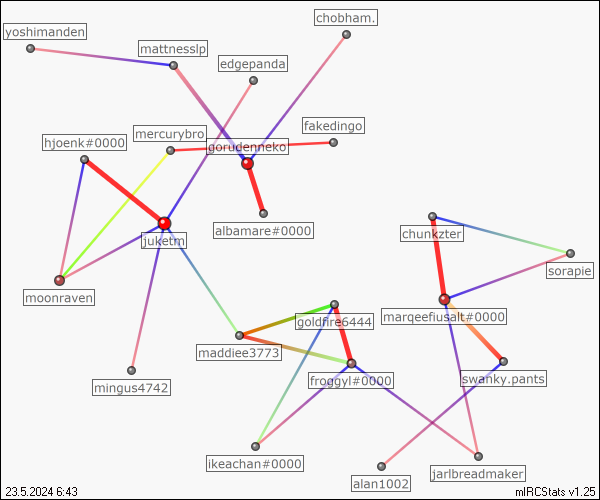 chobham.
yoshimanden
mattnesslp
edgepanda
fakedingo
mercurybro
hjoenk#0000
gorudenneko
albamare#0000
chunkzter
juketm
sorapie
moonraven
marqeefiusalt#0000
goldfire6444
maddiee3773
froggyl#0000
swanky.pants
mingus4742
ikeachan#0000
jarlbreadmaker
alan1002
23.5.2024 6:43
mIRCStats v1.25